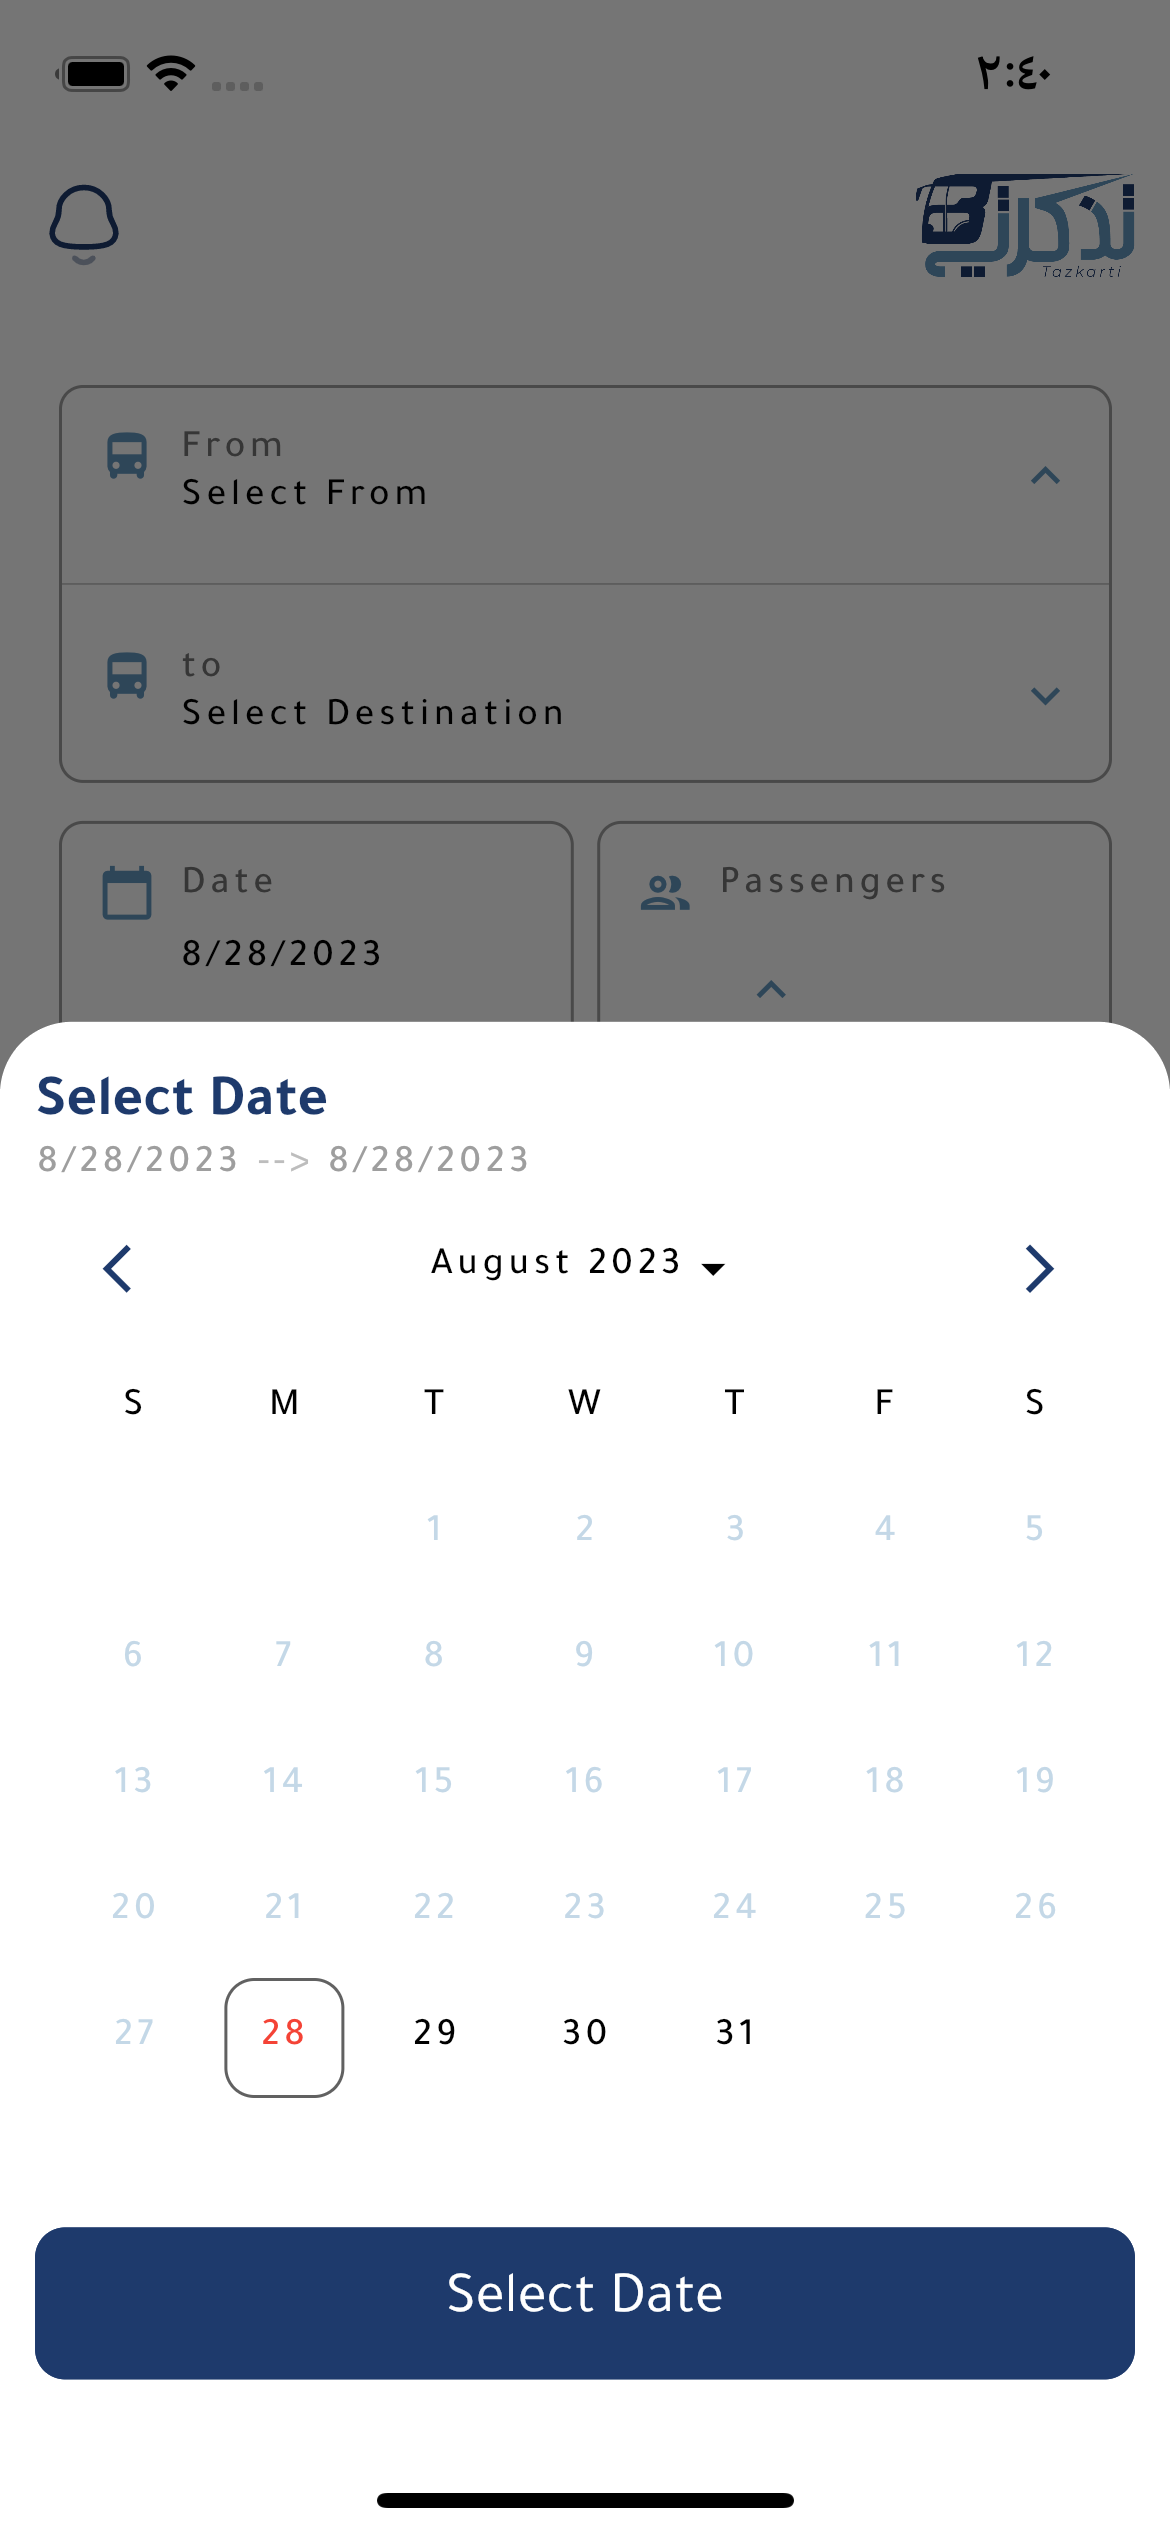 ٢:٤٠
تذكرتي
Tazkarti
From
Select From
to
Select Destination
Date
Passengers
8/28/2023
Select Date
8/28/2023 --> 8/28/2023
August 2023
S M T W T F S
1 2 3 4 5
6 7 8 9 10 11 12
13 14 15 16 17 18 19
20 21 22 23 24 25 26
27 28 29 30 31
Select Date